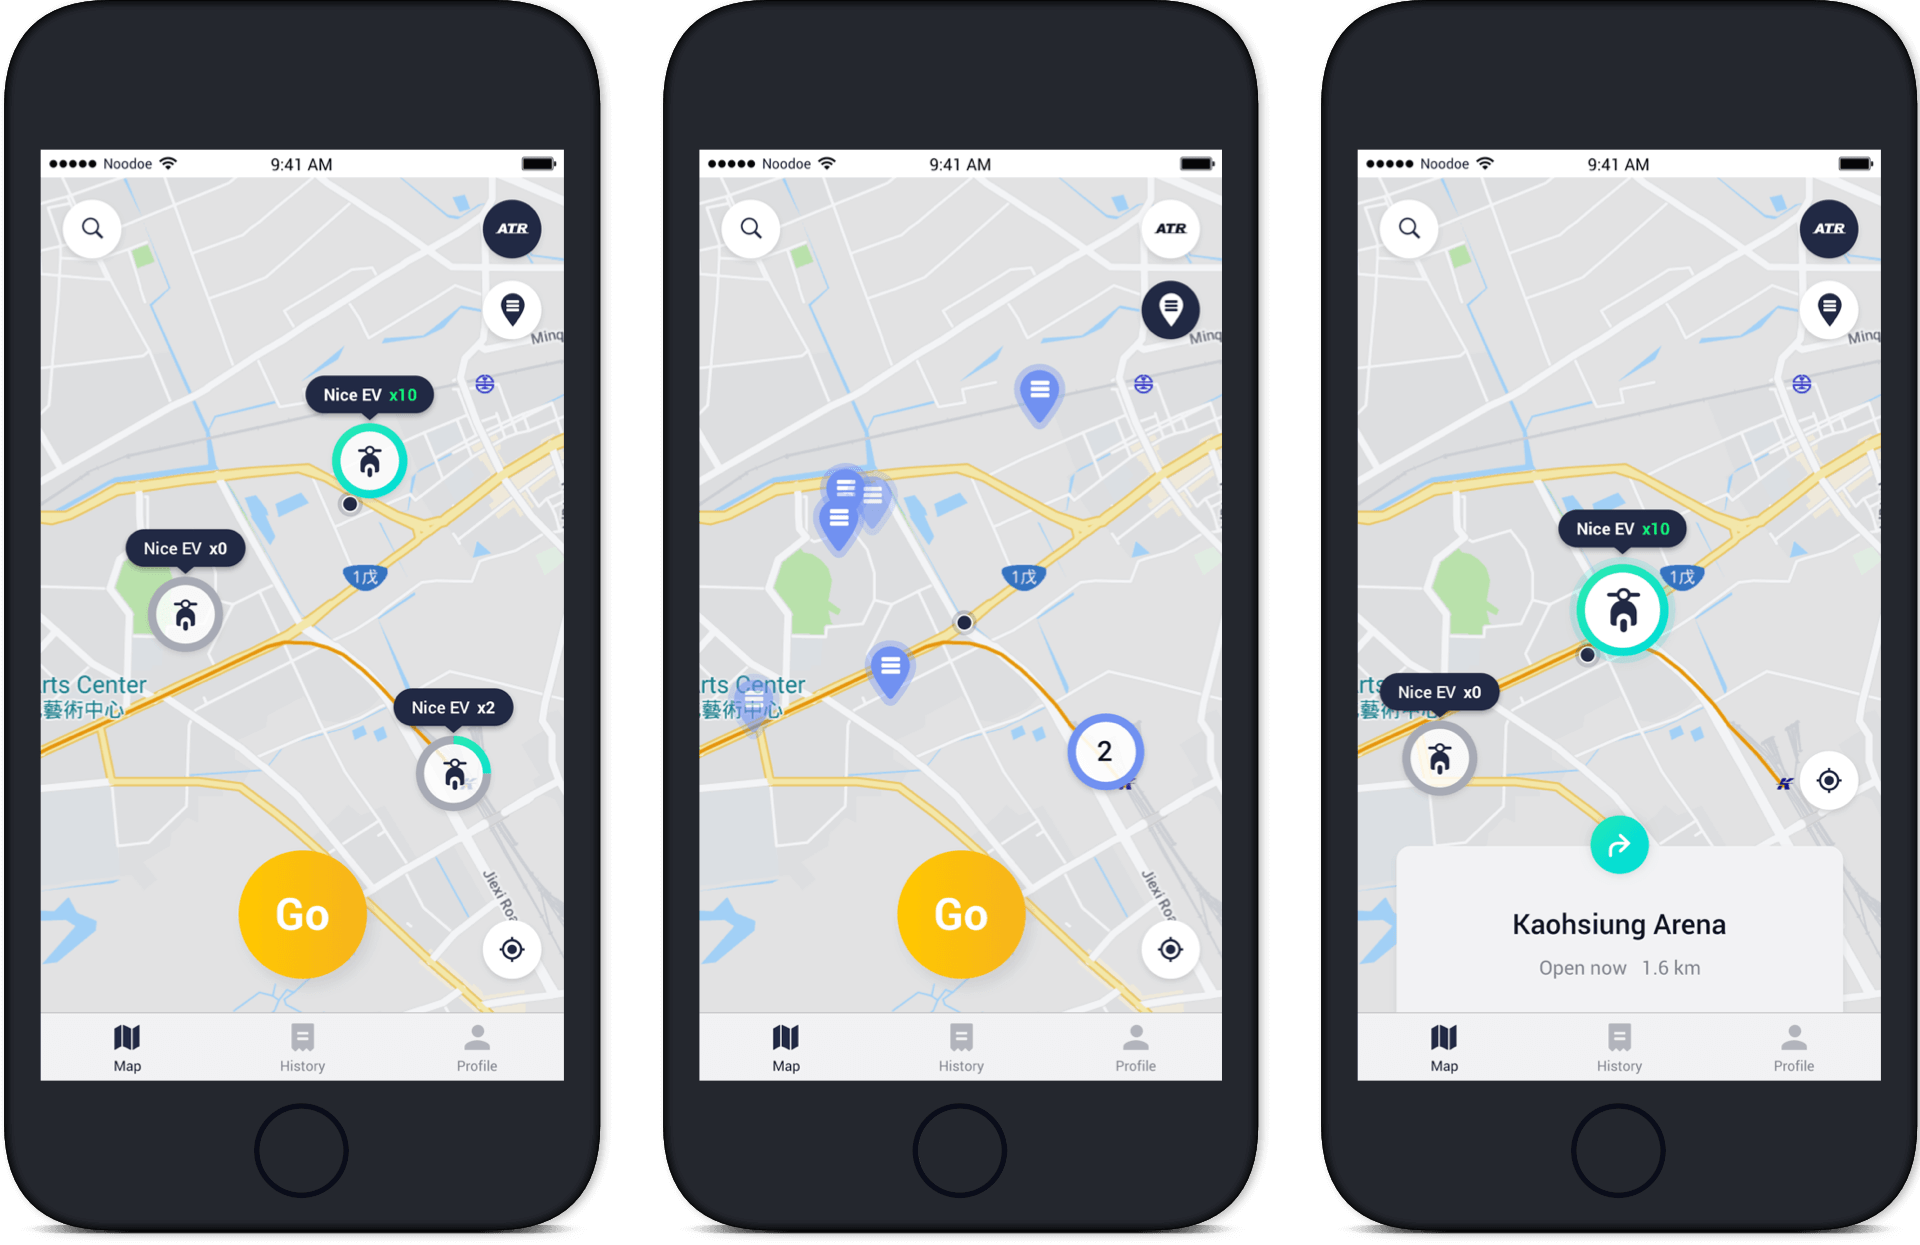 Noodoe
9:41 AM
ATR
Minq
Nice EV x10
Nice EV x0
1戊
rts Center
藝術中心
Nice EV x2
Go
Jiexi Roa
Map
History
Profile
Noodoe
9:41 AM
ATR
Minq
1戊
rts Center
藝術中心
2
Go
Jiexi Roa
Map
History
Profile
Noodoe
9:41 AM
ATR
Minq
Nice EV x10
1戊
rts
Nice EV x0
藝術中心
Kaohsiung Arena
Open now 1.6 km
Map
History
Profile